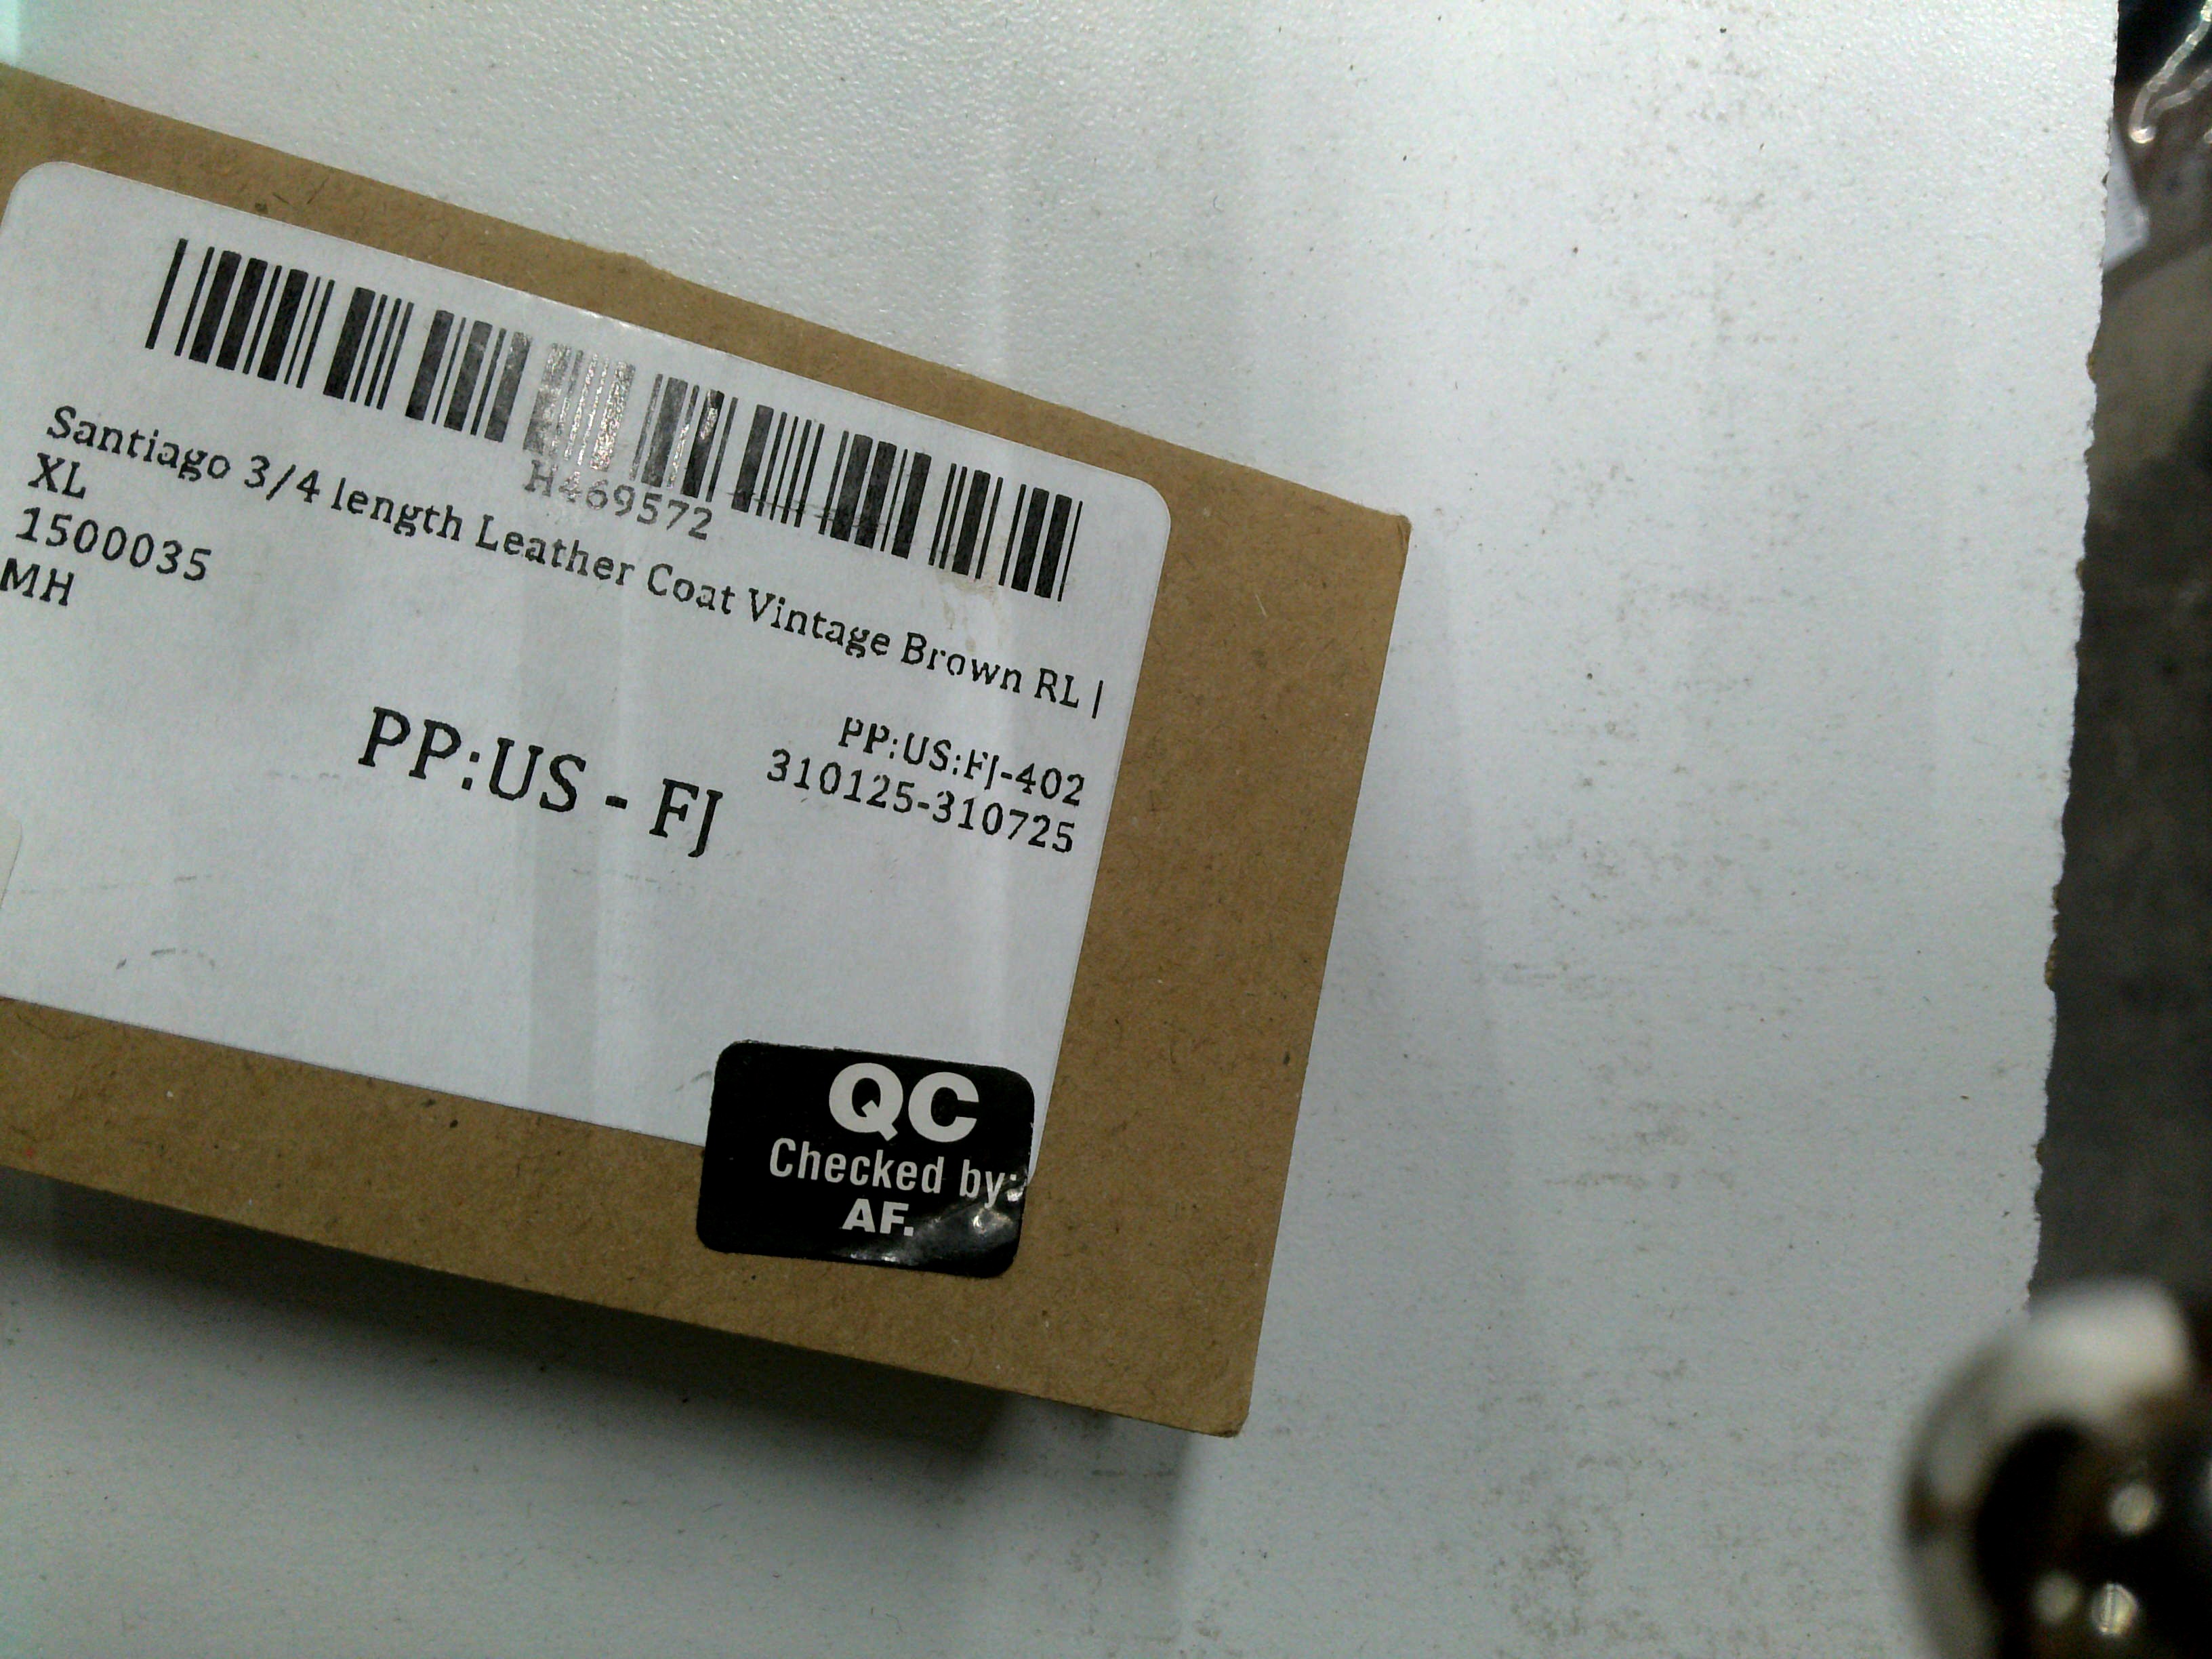 H469572
Santiago 3/4 length Leather Coat Vintage Brown RL |
XL
1500035
MH
PP:US:FJ-402
310125-310725
PP:US - FJ
QC
Checked by:
AF.